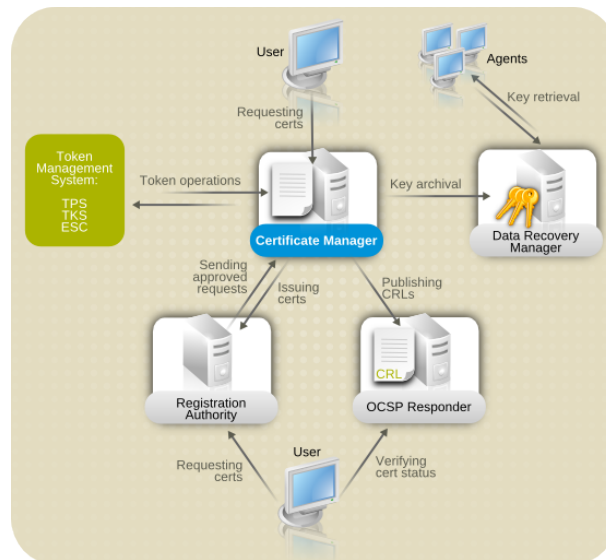 User
Agents
Requesting
certs
Key retrieval
Token
Management
System:
TPS
TKS
ESC
Token operations
Key archival
Certificate Manager
Data Recovery
Manager
Sending
approved
requests
Issuing
certs
Publishing
CRLs
CRL
Registration
Authority
OCSP Responder
User
Requesting
certs
Verifying
cert status